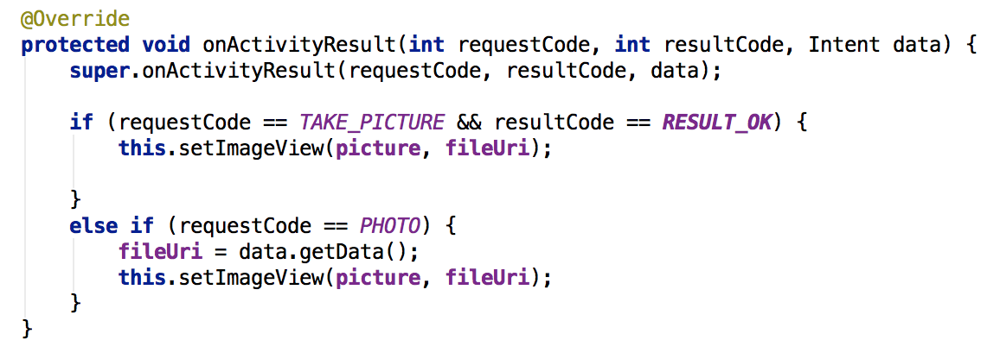 @Override
protected void onActivityResult(int requestCode, int resultCode, Intent data) {
    super.onActivityResult(requestCode, resultCode, data);

    if (requestCode == TAKE_PICTURE && resultCode == RESULT_OK) {
        this.setImageView(picture, fileUri);

    }
    else if (requestCode == PHOTO) {
        fileUri = data.getData();
        this.setImageView(picture, fileUri);
    }
}